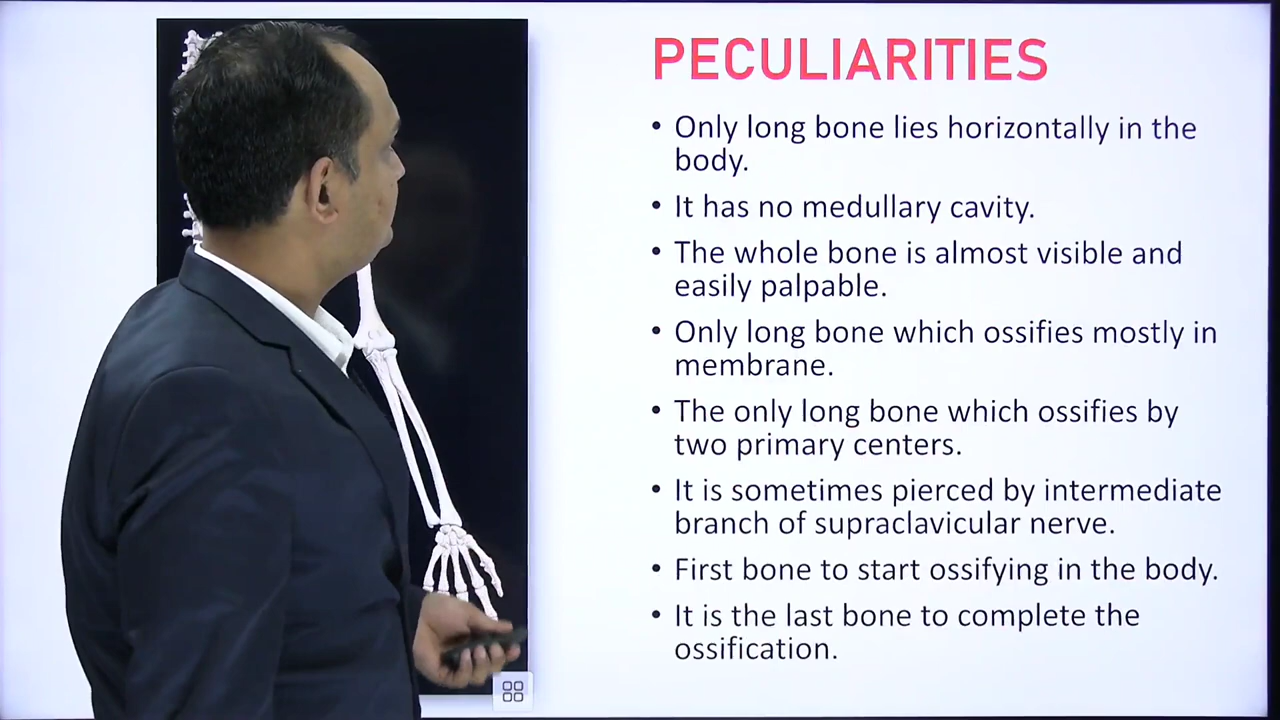 PECULIARITIES
• Only long bone lies horizontally in the
body.
• It has no medullary cavity.
• The whole bone is almost visible and
easily palpable.
• Only long bone which ossifies mostly in
membrane.
• The only long bone which ossifies by
two primary centers.
• It is sometimes pierced by intermediate
branch of supraclavicular nerve.
• First bone to start ossifying in the body.
• It is the last bone to complete the
ossification.